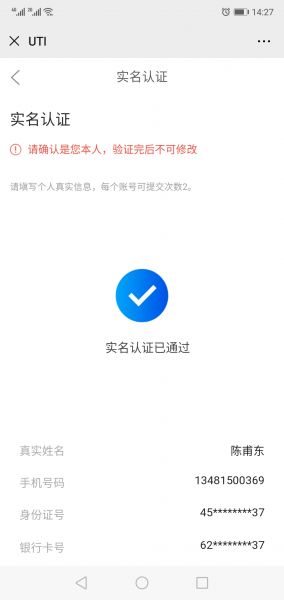 4G 2G 14:27
UTI
实名认证
实名认证
请确认是您本人，验证完后不可修改
请填写个人真实信息，每个账号可提交次数2。
实名认证已通过
真实姓名 陈甫东
手机号码 13481500369
身份证号 45********37
银行卡号 62********37